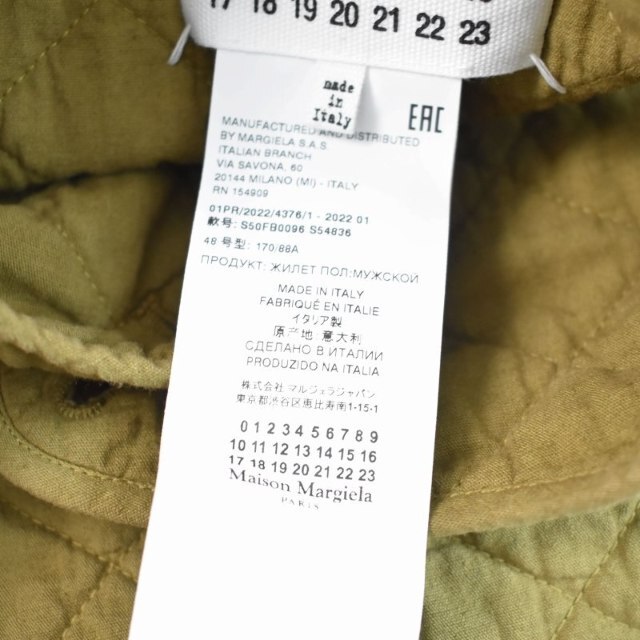 17 18 19 20 21 22 23
made
in
Italy
EAC
MANUFACTURED AND DISTRIBUTED
BY MARGIELA S.A.S.
ITALIAN BRANCH
VIA SAVONA, 60
20144 MILANO (MI) - ITALY
RN 154909
01PR/2022/4376/1 - 2022 01
款号: S50FB0096 S54836
48 号型: 170/88A
ПРОДУКТ: ЖИЛЕТ ПОЛ:МУЖСКОЙ
MADE IN ITALY
FABRIQUÉ EN ITALIE
イタリア製
原产地 意大利
СДЕЛАНО В ИТАЛИИ
PRODUZIDO NA ITALIA
株式会社 マルジェラジャパン
東京都渋谷区恵比寿南1-15-1
0 1 2 3 4 5 6 7 8 9
10 11 12 13 14 15 16
17 18 19 20 21 22 23
Maison Margiela
PARIS